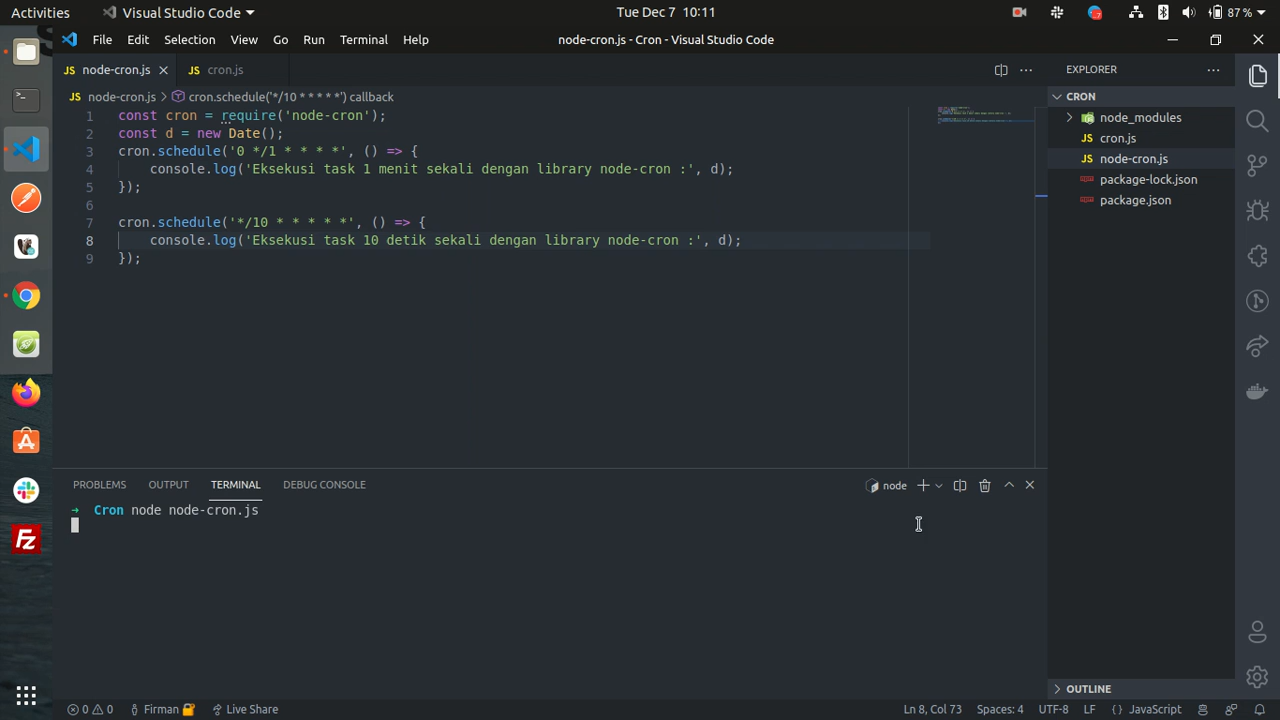 Activities
Visual Studio Code
Tue Dec 7 10:11
87 %
File Edit Selection View Go Run Terminal Help
node-cron.js - Cron - Visual Studio Code
JS node-cron.js
JS cron.js
JS node-cron.js > cron.schedule('*/10 * * * * *') callback
1 const cron = require('node-cron');
2 const d = new Date();
3 cron.schedule('0 */1 * * * *', () => {
4     console.log('Eksekusi task 1 menit sekali dengan library node-cron :', d);
5 });
6
7 cron.schedule('*/10 * * * * *', () => {
8     console.log('Eksekusi task 10 detik sekali dengan library node-cron :', d);
9 });
EXPLORER
CRON
node_modules
JS cron.js
JS node-cron.js
package-lock.json
package.json
OUTLINE
PROBLEMS OUTPUT TERMINAL DEBUG CONSOLE
node
→ Cron node node-cron.js
0 0 Firman Live Share
Ln 8, Col 73 Spaces: 4 UTF-8 LF {} JavaScript